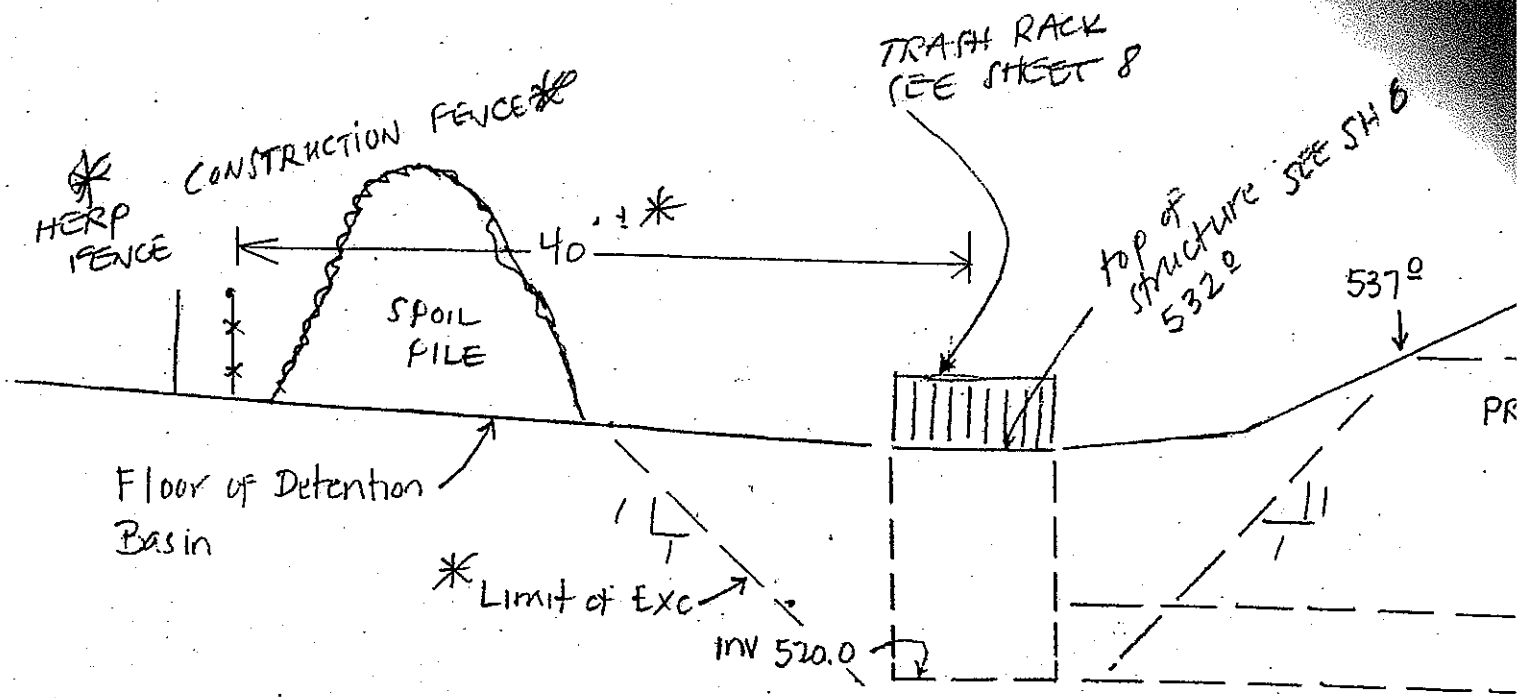 TRASH RACK
SEE SHEET 8
CONSTRUCTION FENCE*
*
HERP
FENCE
40' ± *
top of
structure SEE SH 8
532 0
537 0
SPOIL
PILE
PR
Floor of Detention
Basin
1
1
1
1
* Limit of EXC
INV 520.0